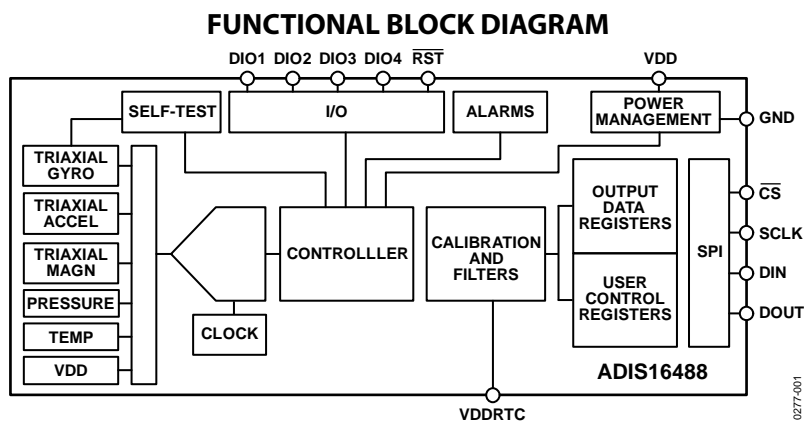 FUNCTIONAL BLOCK DIAGRAM
DIO1 DIO2 DIO3 DIO4 RST VDD
SELF-TEST
I/O
ALARMS
POWER
MANAGEMENT
GND
TRIAXIAL
GYRO
TRIAXIAL
ACCEL
TRIAXIAL
MAGN
PRESSURE
TEMP
VDD
CLOCK
CONTROLLLER
CALIBRATION
AND
FILTERS
OUTPUT
DATA
REGISTERS
USER
CONTROL
REGISTERS
SPI
CS
SCLK
DIN
DOUT
ADIS16488
VDDRTC
0277-001